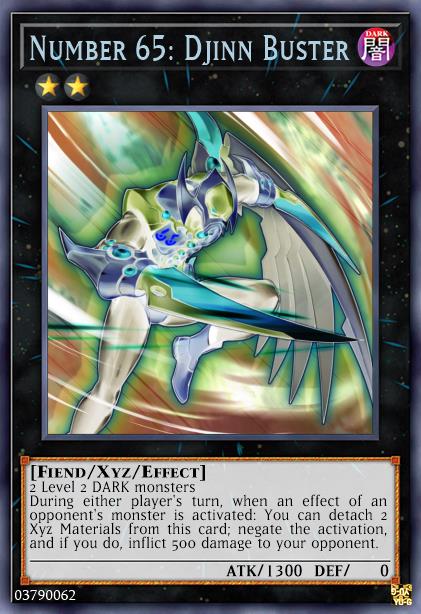 Number 65: Djinn Buster
DARK
闇
65
[Fiend/Xyz/Effect]
2 Level 2 DARK monsters
During either player's turn, when an effect of an
opponent's monster is activated: You can detach 2
Xyz Materials from this card; negate the activation,
and if you do, inflict 500 damage to your opponent.
ATK/1300 DEF/ 0
03790062